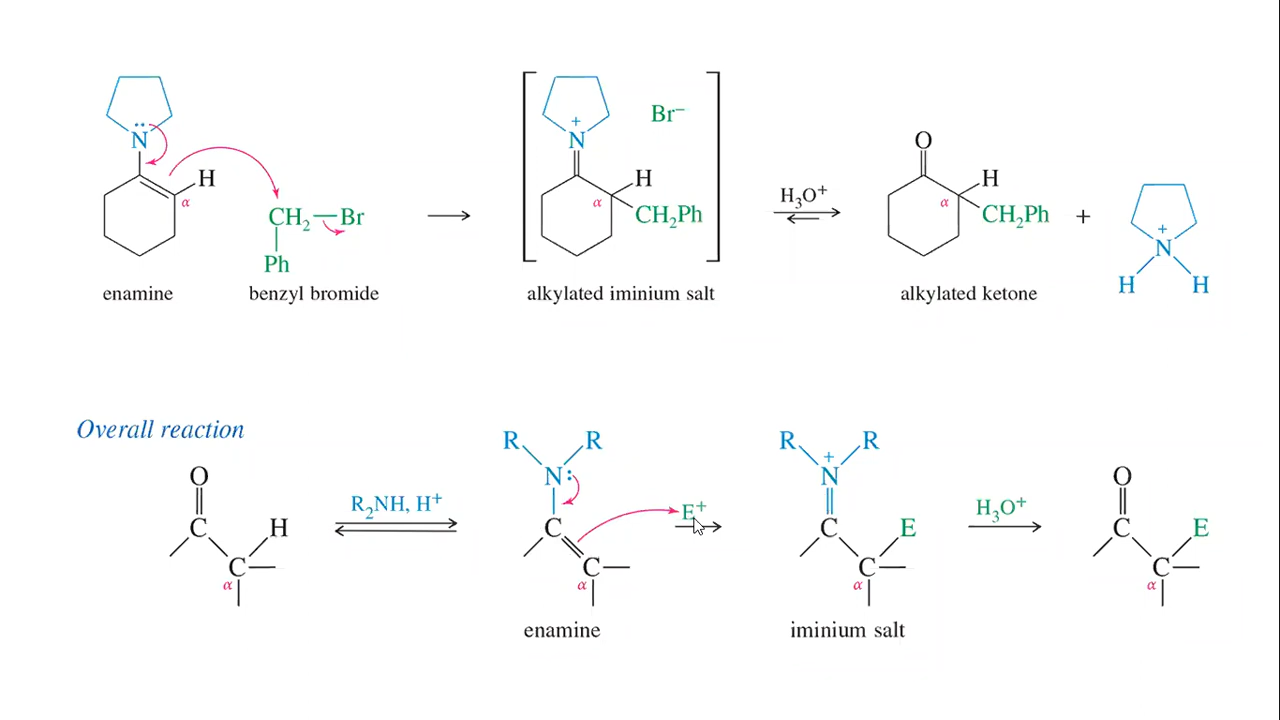 N
H
α
CH₂—Br
Ph
enamine
benzyl bromide
+
N
Br⁻
H
α
CH₂Ph
alkylated iminium salt
H₃O⁺
O
H
α
CH₂Ph
alkylated ketone
+
+
N
H H
Overall reaction
O
C
H
C
α
R₂NH, H⁺
R R
N:
C
C
α
enamine
E⁺
R R
+
N
C
E
C
α
iminium salt
H₃O⁺
O
C
E
C
α